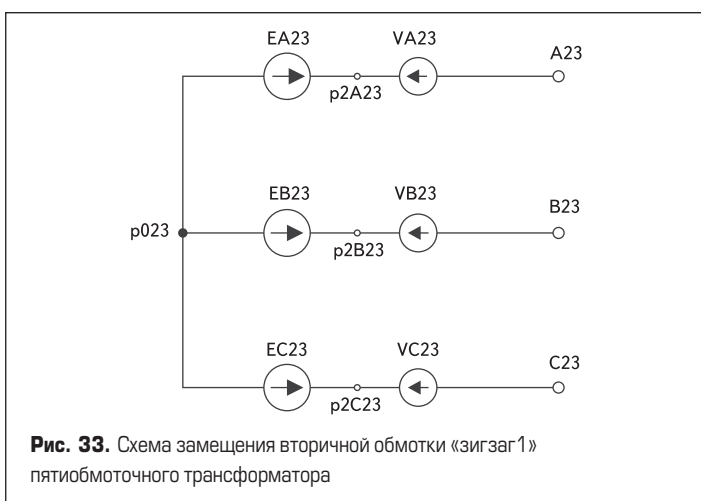 EA23 VA23 A23
p2A23
EB23 VB23 B23
p023
p2B23
EC23 VC23 C23
p2C23
Рис. 33. Схема замещения вторичной обмотки «зигзаг1»
пятиобмоточного трансформатора